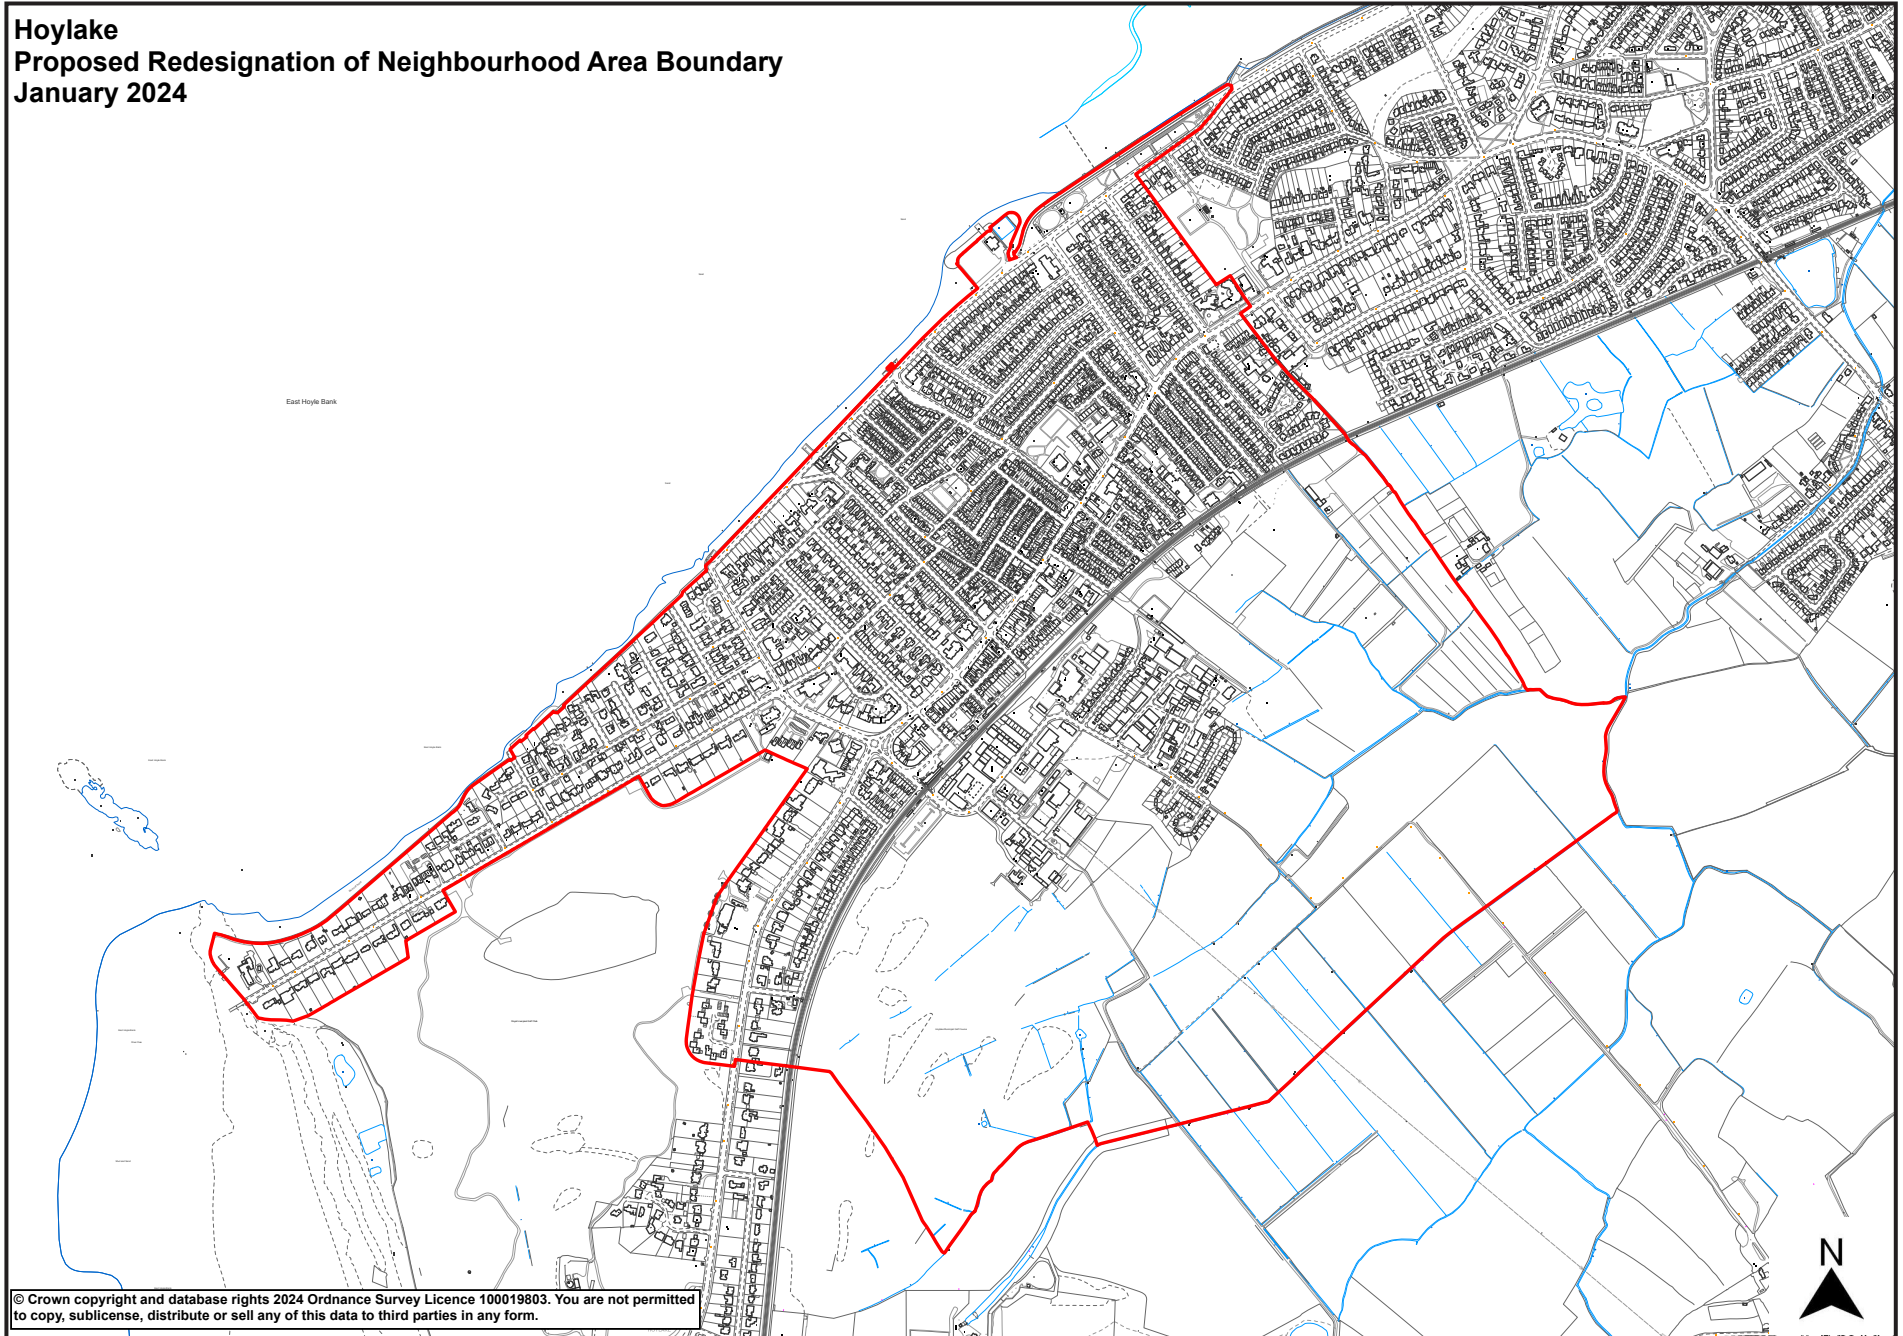 Hoylake
Proposed Redesignation of Neighbourhood Area Boundary
January 2024
East Hoyle Bank
N
© Crown copyright and database rights 2024 Ordnance Survey Licence 100019803. You are not permitted
to copy, sublicense, distribute or sell any of this data to third parties in any form.